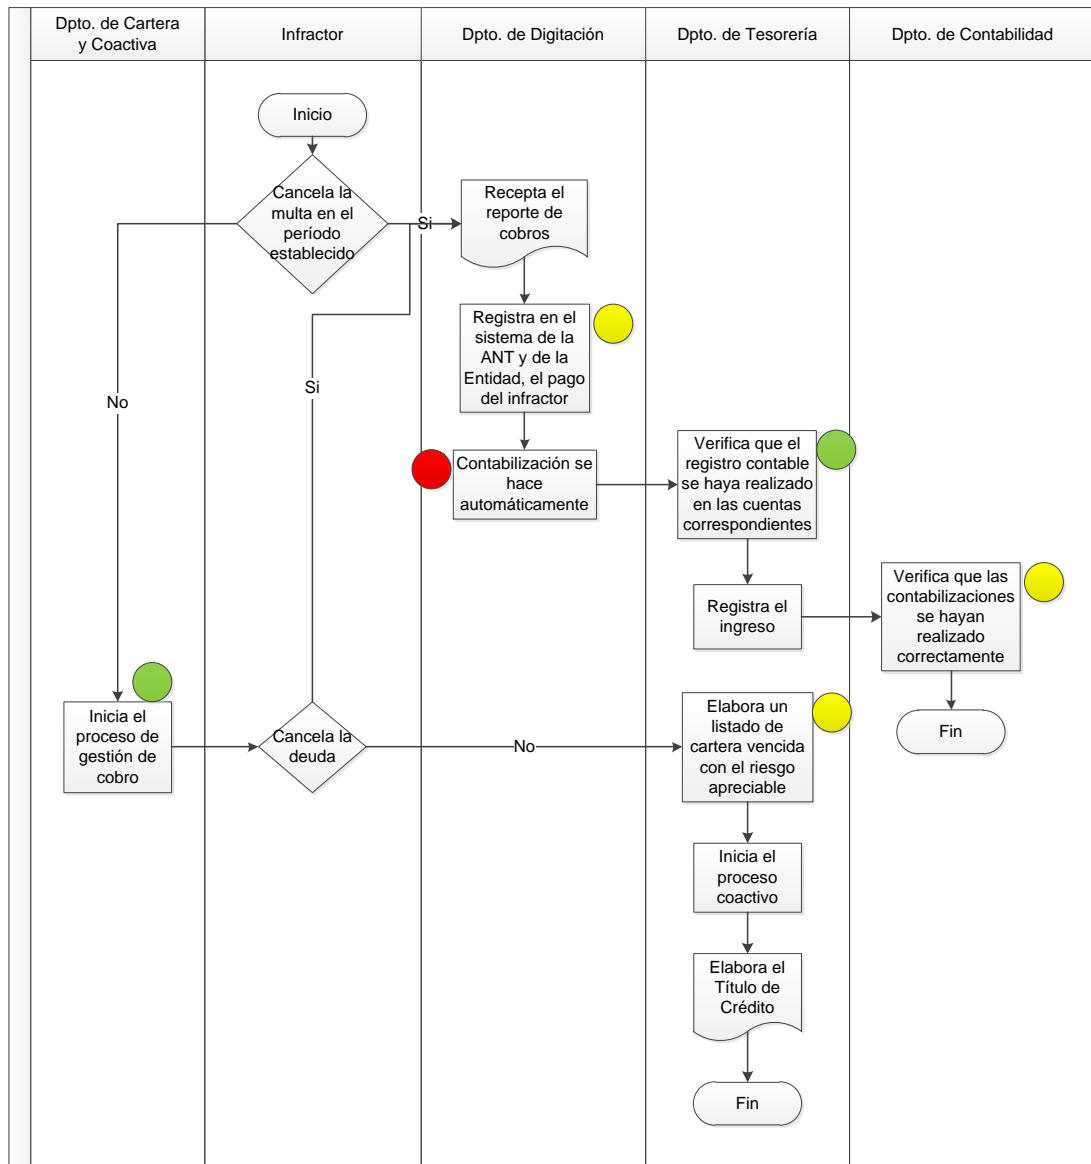 Dpto. de Cartera
y Coactiva
Infractor
Dpto. de Digitación
Dpto. de Tesorería
Dpto. de Contabilidad
Inicio
Cancela la
multa en el
período
establecido
Si
Recepta el
reporte de
cobros
Registra en el
sistema de la
ANT y de la
Entidad, el pago
del infractor
Si
No
Contabilización se
hace
automáticamente
Verifica que el
registro contable
se haya realizado
en las cuentas
correspondientes
Registra el
ingreso
Verifica que las
contabilizaciones
se hayan
realizado
correctamente
Fin
Inicia el
proceso de
gestión de
cobro
Cancela la
deuda
No
Elabora un
listado de
cartera vencida
con el riesgo
apreciable
Inicia el
proceso
coactivo
Elabora el
Título de
Crédito
Fin